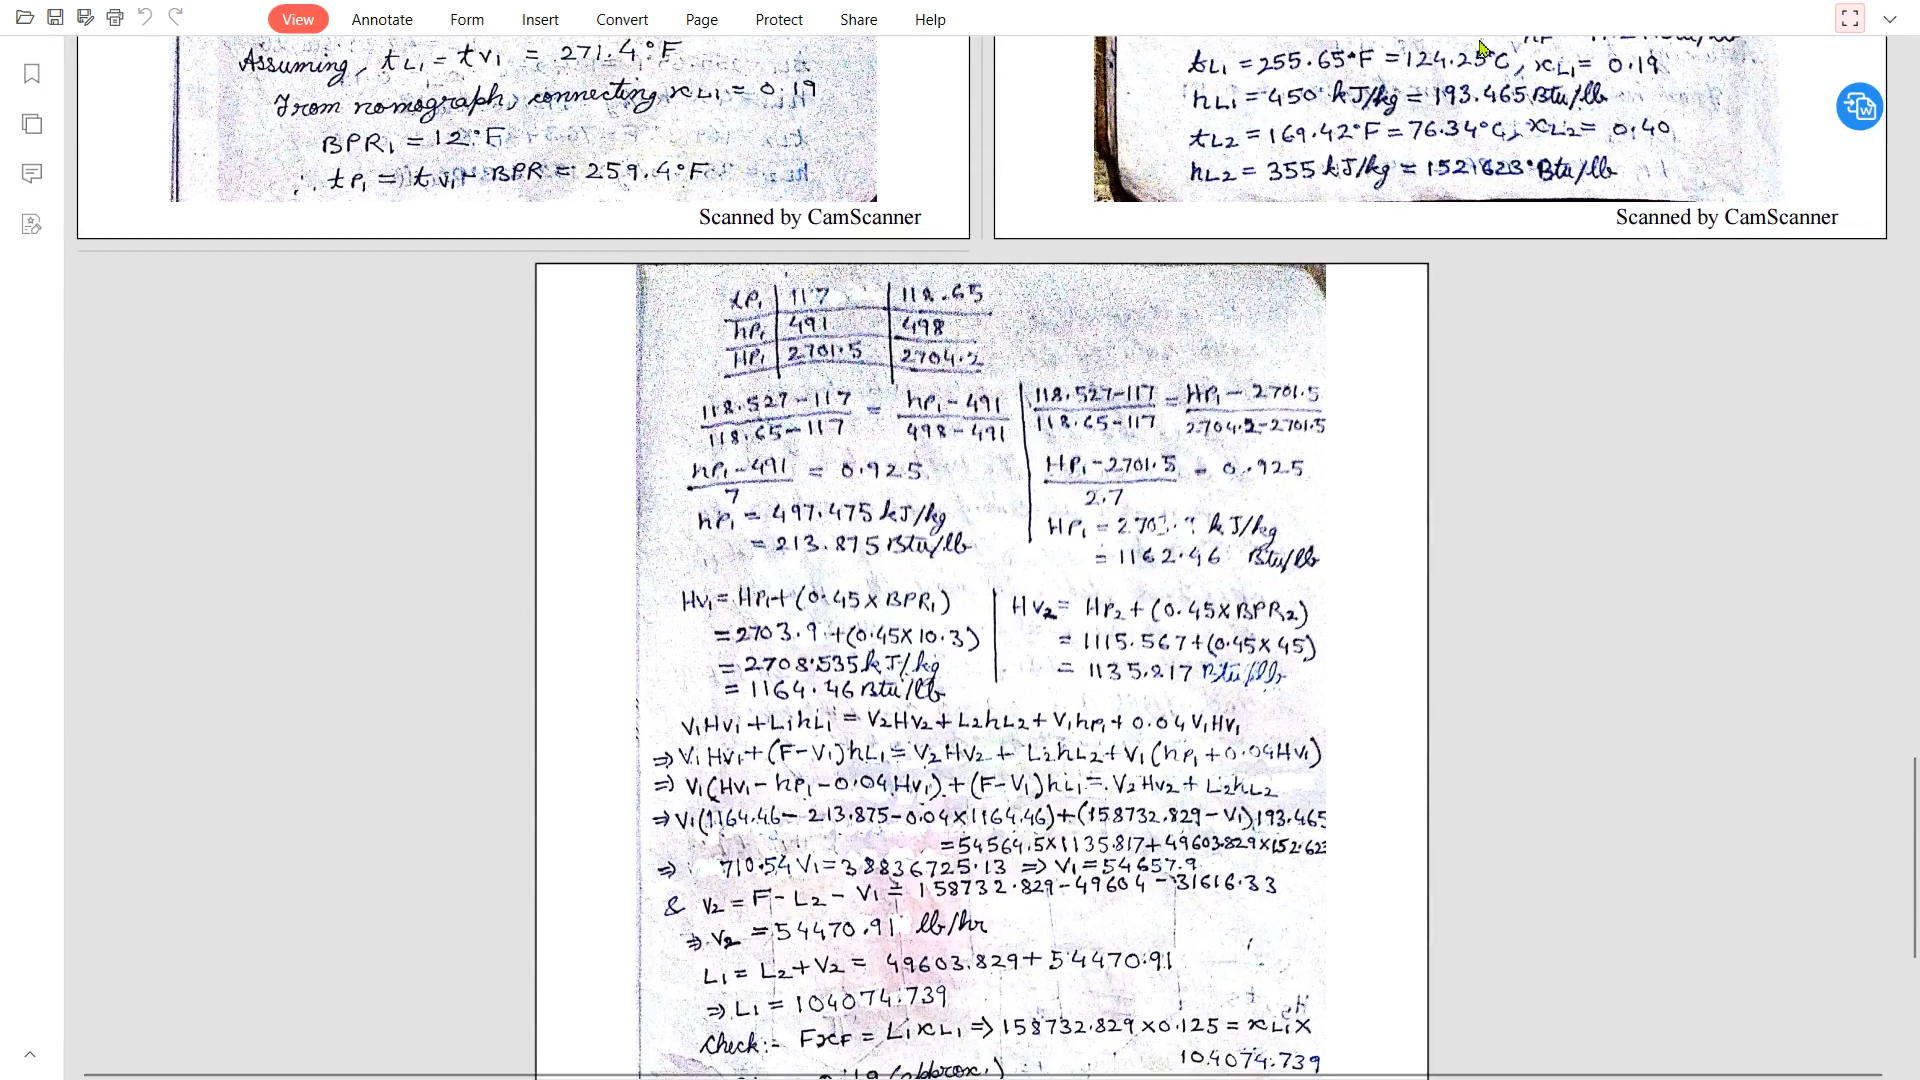 View Annotate Form Insert Convert Page Protect Share Help
Assuming, tL1 = tV1 = 271.4°F
From nomograph, connecting xL1 = 0.19
BPR1 = 12°F
∴ tP1 = tV1 - BPR = 259.4°F
Scanned by CamScanner
tL1 = 255.65°F = 124.25°C, xL1 = 0.19
hL1 = 450 kJ/kg = 193.465 Btu/lb
tL2 = 169.42°F = 76.34°C, xL2 = 0.40
hL2 = 355 kJ/kg = 152.623 Btu/lb
Scanned by CamScanner
tP1 117 118.65
hP1 491 498
HP1 2701.5 2704.2
118.527-117 / 118.65-117 = hP1-491 / 498-491
hP1-491 / 7 = 0.925
hP1 = 497.475 kJ/kg
= 213.875 Btu/lb
118.527-117 / 118.65-117 = HP1-2701.5 / 2704.2-2701.5
HP1-2701.5 / 2.7 = 0.925
HP1 = kJ/kg
= 1162.46 Btu/lb
HV1 = HP1+(0.45×BPR1)
= 2703.9+(0.45×10.3)
= 2708.535 kJ/kg
= 1164.46 Btu/lb
HV2 = HP2+(0.45×BPR2)
= 1115.567+(0.45×45)
= 1135.817 Btu/lb
V1HV1+L1hL1 = V2HV2+L2hL2+V1hP1+0.04V1HV1
⇒ V1HV1+(F-V1)hL1 = V2HV2 + L2hL2+V1(hP1+0.04HV1)
⇒ V1(HV1-hP1-0.04HV1)+(F-V1)hL1 = V2HV2+L2hL2
⇒ V1(1164.46-213.875-0.04×1164.46)+(158732.829-V1)193.465
= 54564.5×1135.817+49603.829×152.623
⇒ 710.54V1 = 38836725.13 ⇒ V1 = 54657.9
& V2 = F-L2-V1 = 158732.829-49604-31616.33
⇒ V2 = 54470.91 lb/hr
L1 = L2+V2 = 49603.829+54470.91
⇒ L1 = 104074.739
Check:- FxF = L1xL1 ⇒ 158732.829×0.125 = xL1×
104074.739
(approx.)